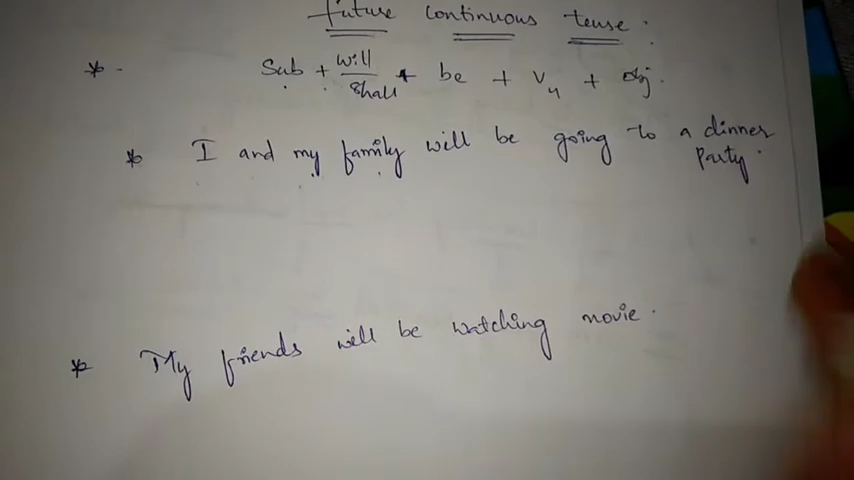 future continuous tense :
* - Sub + will/shall + be + V4 + obj.
* I and my family will be going to a dinner
party.
* My friends will be watching movie.